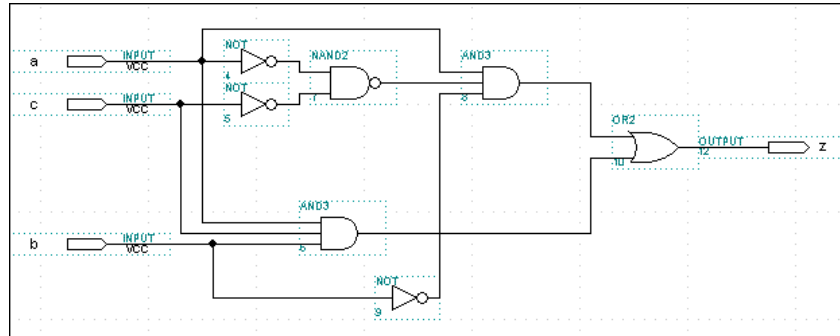 NOT
a INPUT VCC
4
NAND2
AND3
c INPUT VCC
NOT
5
7
8
OR2
OUTPUT
10
12
z
AND3
b INPUT VCC
6
NOT
9